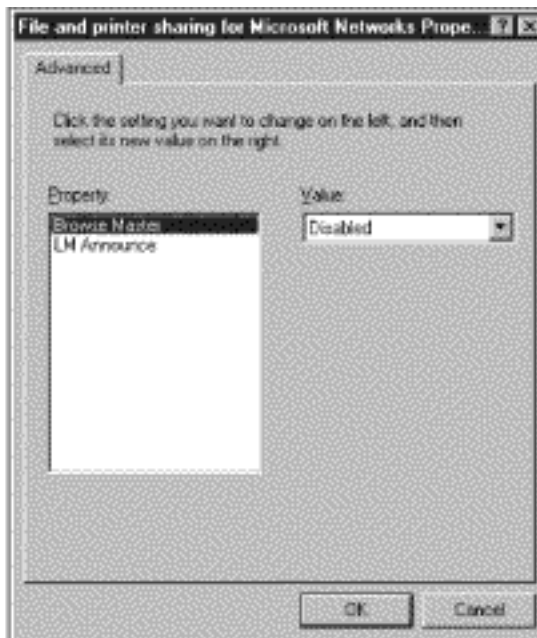 File and printer sharing for Microsoft Networks Prope...
Advanced
Click the setting you want to change on the left, and then
select its new value on the right.
Property:
Value:
Browse Master
Disabled
LM Announce
OK
Cancel